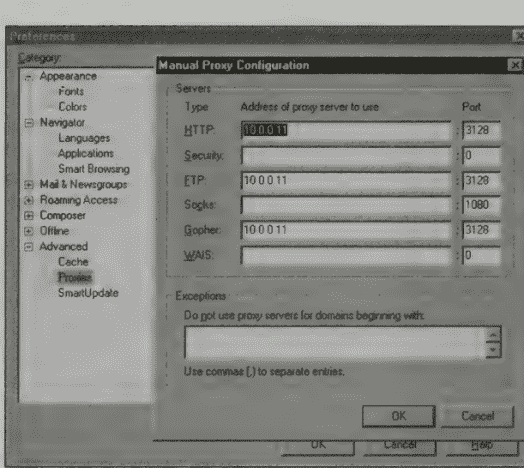 Preferences
Category:
Appearance
Fonts
Colors
Navigator
Languages
Applications
Smart Browsing
Mail & Newsgroups
Roaming Access
Composer
Offline
Advanced
Cache
Proxies
SmartUpdate
Manual Proxy Configuration
Servers
Type Address of proxy server to use Port
HTTP: 10.0.0.11 : 3128
Security: : 0
FTP: 10.0.0.11 : 3128
Socks: : 1080
Gopher: 10.0.0.11 : 3128
WAIS: : 0
Exceptions
Do not use proxy servers for domains beginning with:
Use commas (,) to separate entries.
OK Cancel
OK Cancel Help